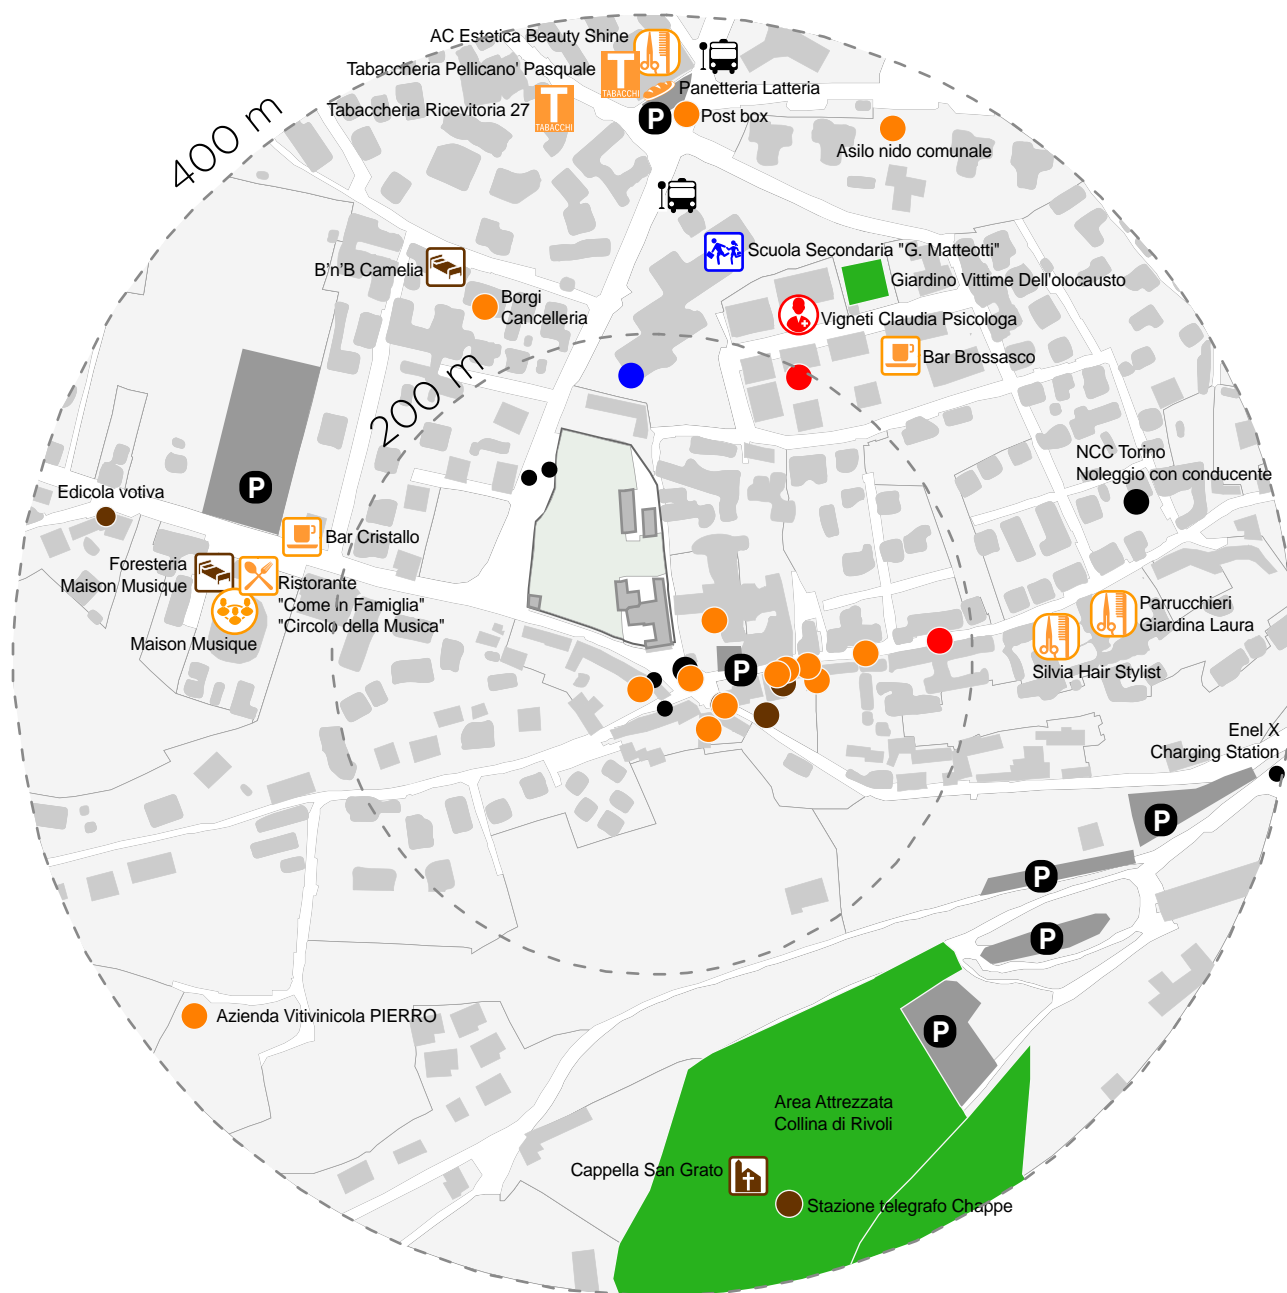 AC Estetica Beauty Shine
Tabaccheria Pellicano' Pasquale
T
TABACCHI
Panetteria Latteria
Tabaccheria Ricevitoria 27
T
TABACCHI
P
Post box
400 m
Asilo nido comunale
Scuola Secondaria "G. Matteotti"
B'n'B Camelia
Giardino Vittime Dell'olocausto
Borgi
Cancelleria
Vigneti Claudia Psicologa
Bar Brossasco
200 m
NCC Torino
Noleggio con conducente
P
Edicola votiva
Bar Cristallo
Foresteria
Maison Musique
Ristorante
"Come in Famiglia"
"Circolo della Musica"
Maison Musique
Parrucchieri
Giardina Laura
Silvia Hair Stylist
P
Enel X
Charging Station
P
P
P
Azienda Vitivinicola PIERRO
P
Area Attrezzata
Collina di Rivoli
Cappella San Grato
Stazione telegrafo Chappe